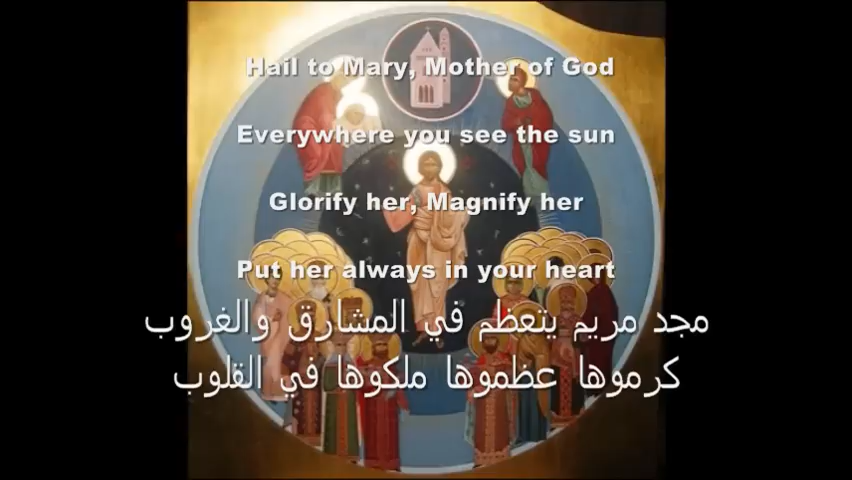 Hail to Mary, Mother of God
Everywhere you see the sun
Glorify her, Magnify her
Put her always in your heart
مجد مريم يتعظم في المشارق والغروب
كرموها عظموها ملكوها في القلوب